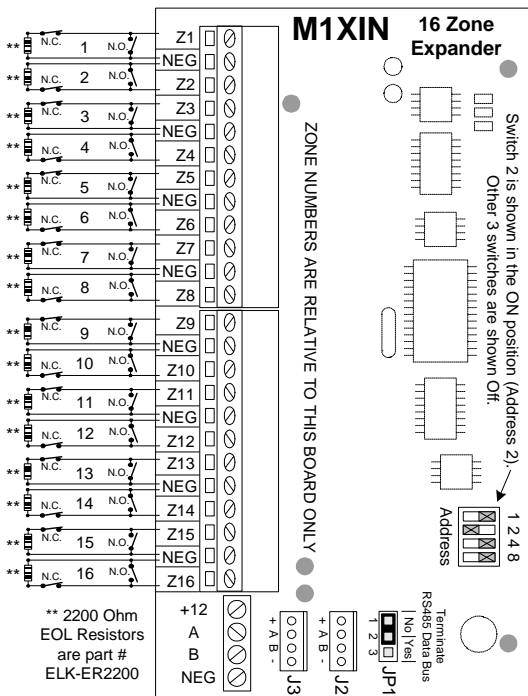 M1XIN
16 Zone
Expander
** N.C. 1 N.O. Z1
NEG
** N.C. 2 N.O. Z2
** N.C. 3 N.O. Z3
NEG
** N.C. 4 N.O. Z4
** N.C. 5 N.O. Z5
NEG
** N.C. 6 N.O. Z6
** N.C. 7 N.O. Z7
NEG
** N.C. 8 N.O. Z8
** N.C. 9 N.O. Z9
NEG
** N.C. 10 N.O. Z10
** N.C. 11 N.O. Z11
NEG
** N.C. 12 N.O. Z12
** N.C. 13 N.O. Z13
NEG
** N.C. 14 N.O. Z14
** N.C. 15 N.O. Z15
NEG
** N.C. 16 N.O. Z16
ZONE NUMBERS ARE RELATIVE TO THIS BOARD ONLY
Switch 2 is shown in the ON position (Address 2).
Other 3 switches are shown Off.
1 2 4 8
Address
** 2200 Ohm
EOL Resistors
are part #
ELK-ER2200
+12
A
B
NEG
+ A B -
J3
+ A B -
J2
Terminate
RS485 Data Bus
No Yes
1 2 3
JP1